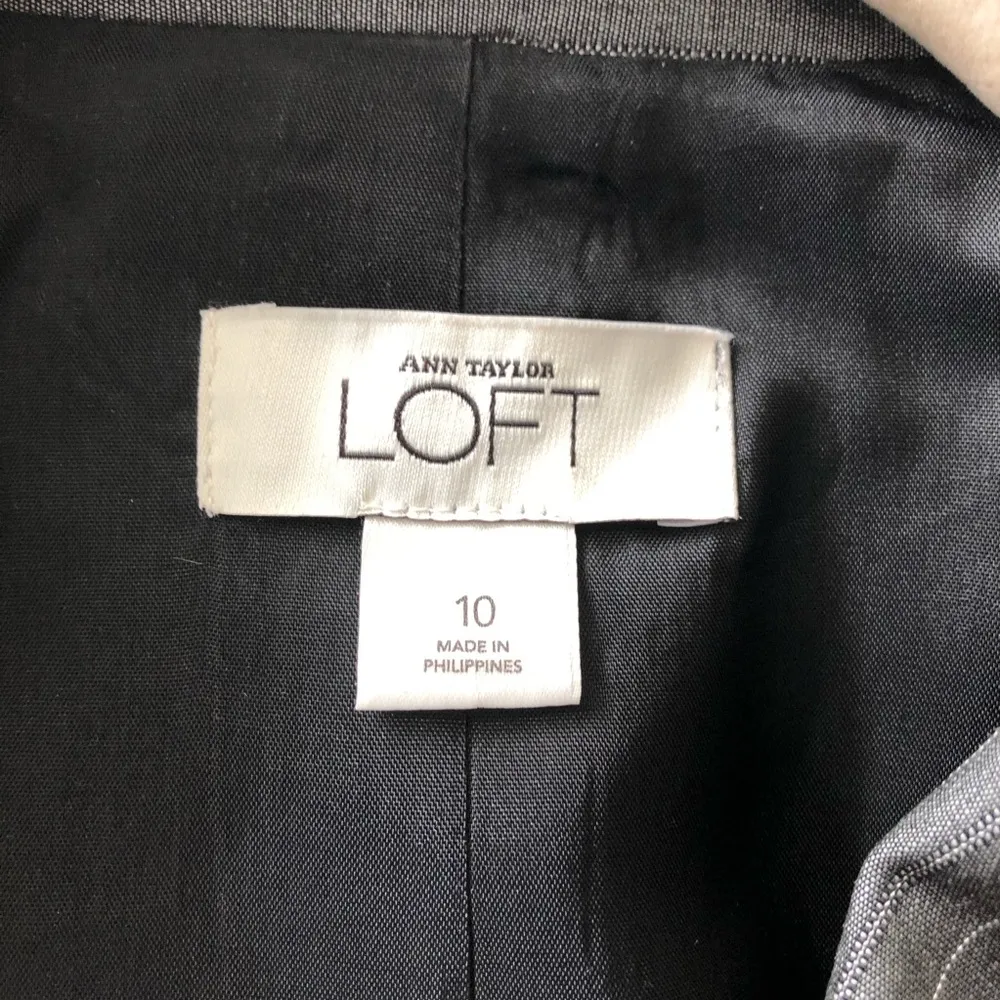 ANN TAYLOR
LOFT
10
MADE IN
PHILIPPINES